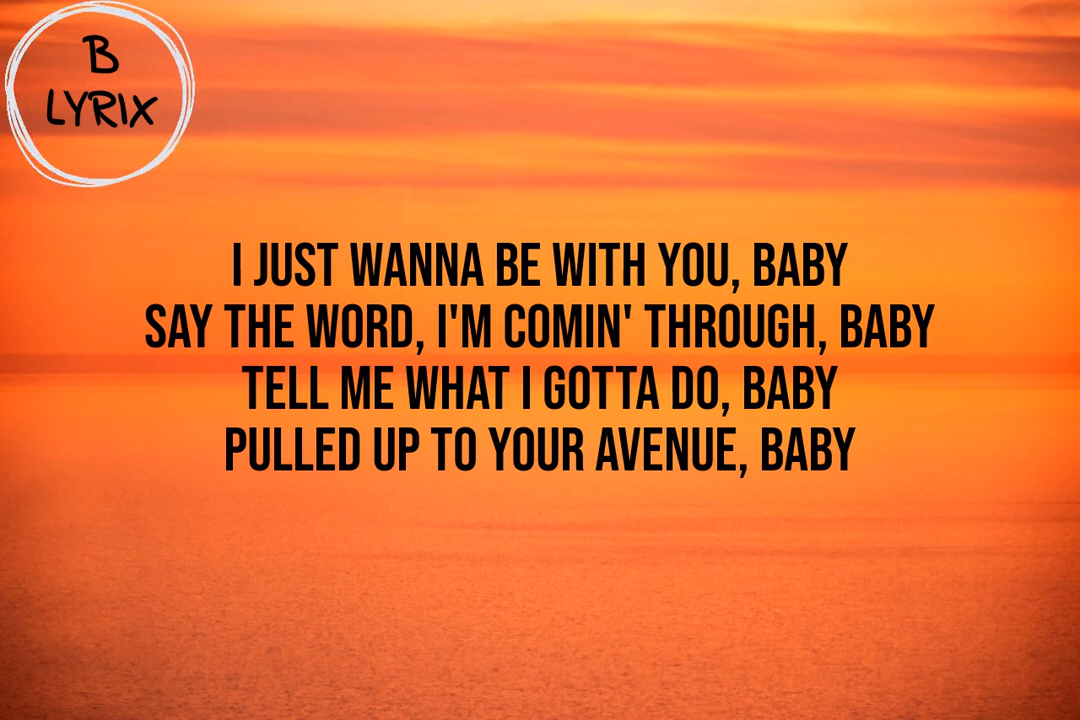 B
LYRIX
I JUST WANNA BE WITH YOU, BABY
SAY THE WORD, I'M COMIN' THROUGH, BABY
TELL ME WHAT I GOTTA DO, BABY
PULLED UP TO YOUR AVENUE, BABY